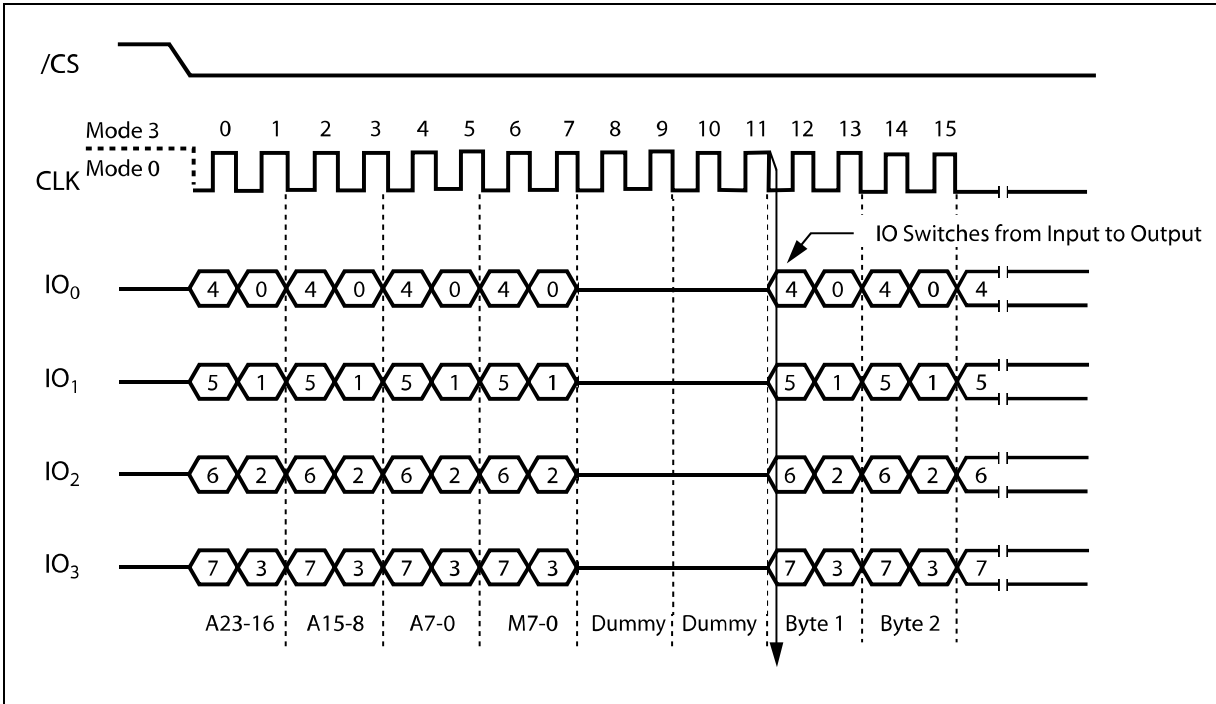 /CS
Mode 3
0 1 2 3 4 5 6 7 8 9 10 11 12 13 14 15
CLK
Mode 0
IO Switches from Input to Output
IO0 4 0 4 0 4 0 4 0 4 0 4 0 4
IO1 5 1 5 1 5 1 5 1 5 1 5 1 5
IO2 6 2 6 2 6 2 6 2 6 2 6 2 6
IO3 7 3 7 3 7 3 7 3 7 3 7 3 7
A23-16 A15-8 A7-0 M7-0 Dummy Dummy Byte 1 Byte 2